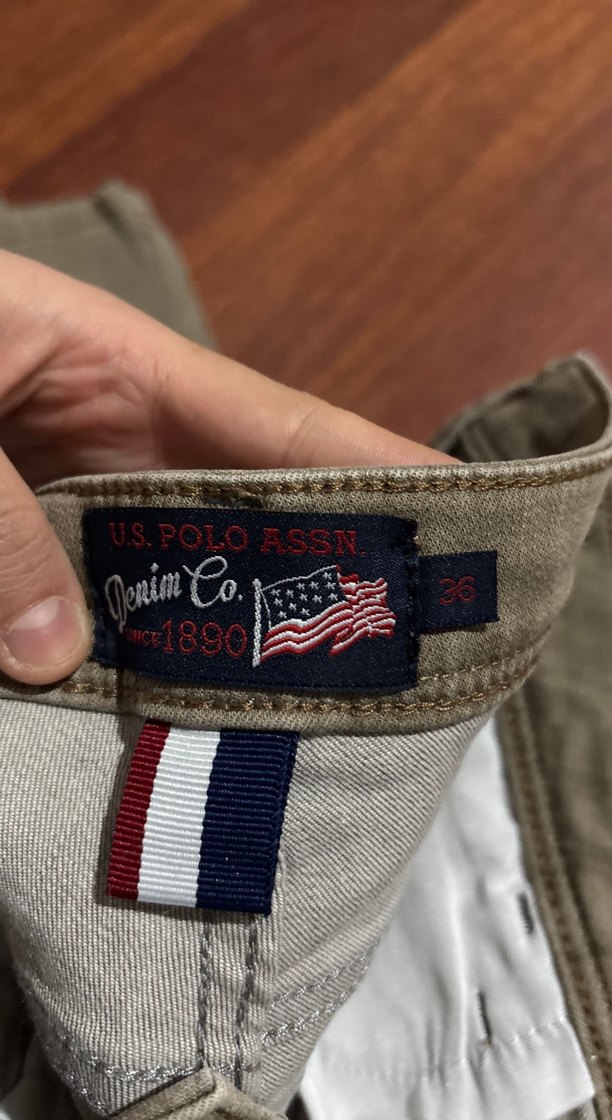 U.S. POLO ASSN.
Denim Co.
SINCE 1890
36